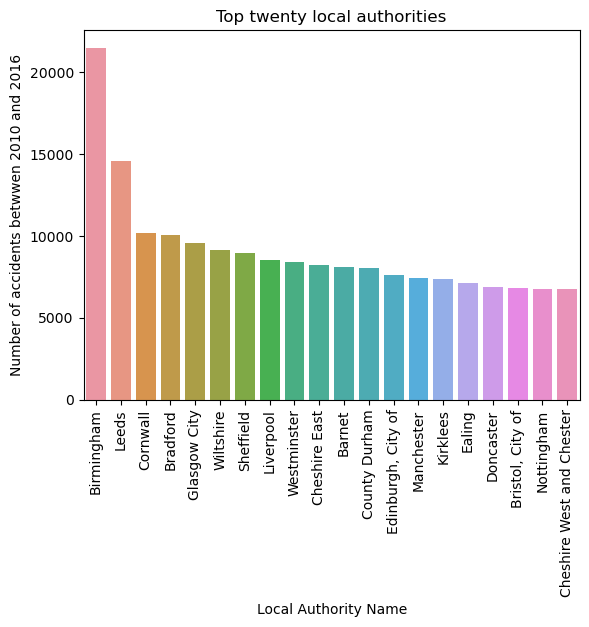 Top twenty local authorities
Number of accidents betwwen 2010 and 2016
20000
15000
10000
5000
0
Birmingham
Leeds
Cornwall
Bradford
Glasgow City
Wiltshire
Sheffield
Liverpool
Westminster
Cheshire East
Barnet
County Durham
Edinburgh, City of
Manchester
Kirklees
Ealing
Doncaster
Bristol, City of
Nottingham
Cheshire West and Chester
Local Authority Name